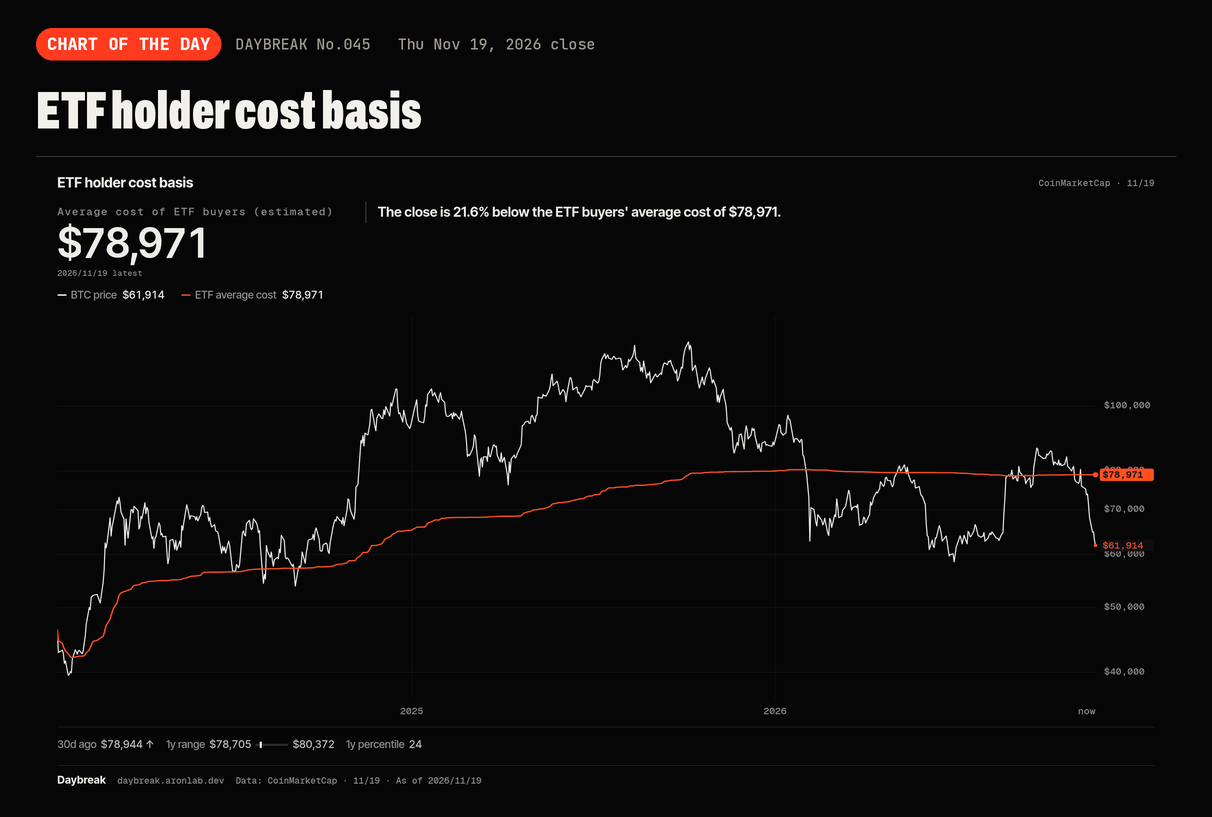 CHART OF THE DAY DAYBREAK No.045 Thu Nov 19, 2026 close
ETF holder cost basis
ETF holder cost basis CoinMarketCap · 11/19
Average cost of ETF buyers (estimated) The close is 21.6% below the ETF buyers' average cost of $78,971.
$78,971
2026/11/19 latest
BTC price $61,914 ETF average cost $78,971
$100,000
$78,971
$70,000
$61,914
$60,000
$50,000
$40,000
2025 2026 now
30d ago $78,944 ↑ 1y range $78,705 $80,372 1y percentile 24
Daybreak daybreak.aronlab.dev Data: CoinMarketCap · 11/19 · As of 2026/11/19